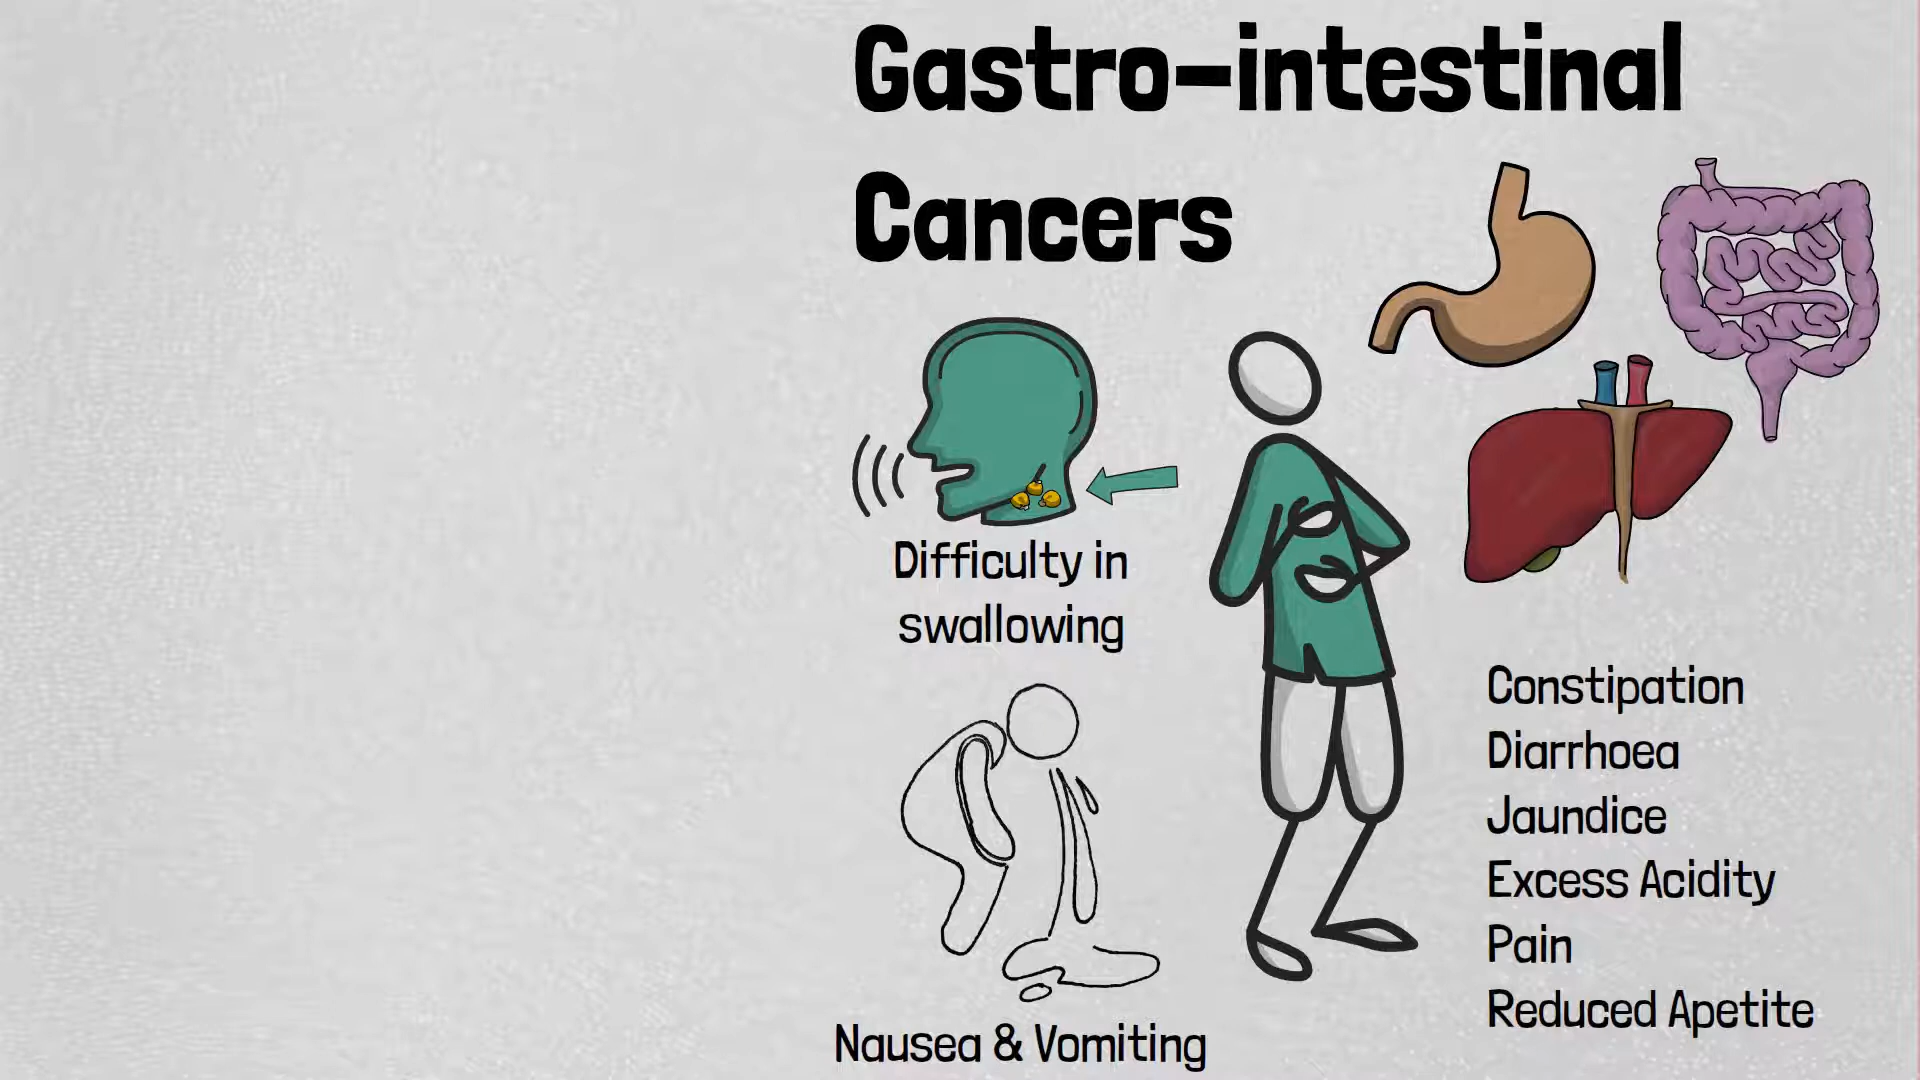 Gastro-intestinal
Cancers
Difficulty in
swallowing
Nausea & Vomiting
Constipation
Diarrhoea
Jaundice
Excess Acidity
Pain
Reduced Apetite